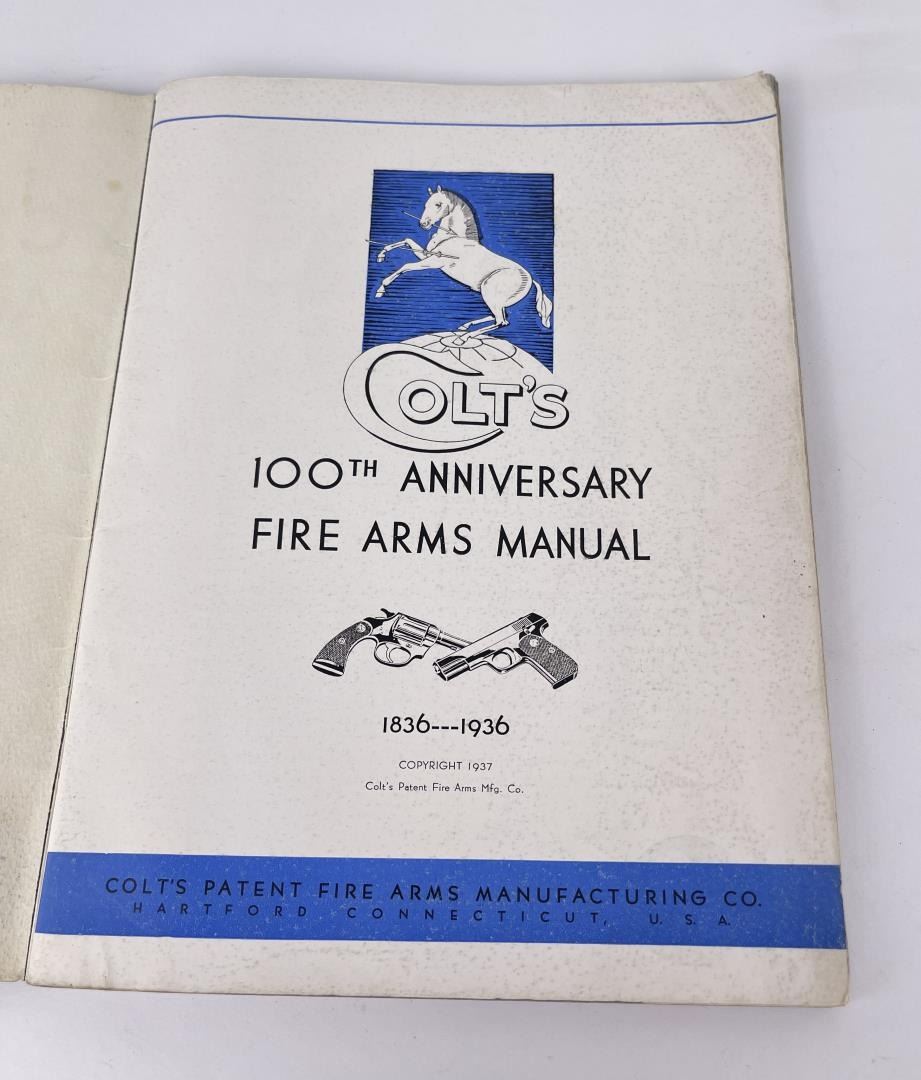 COLT'S
100TH ANNIVERSARY
FIRE ARMS MANUAL
1836---1936
COPYRIGHT 1937
Colt's Patent Fire Arms Mfg. Co.
COLT'S PATENT FIRE ARMS MANUFACTURING CO.
HARTFORD, CONNECTICUT, U. S. A.